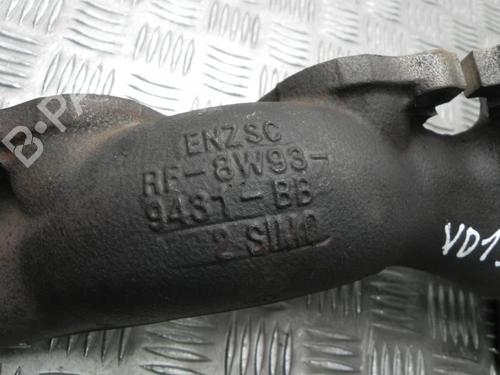 B-PA
ENZSC
RF-8W93-
9431-BB
2 SIMO
VD1